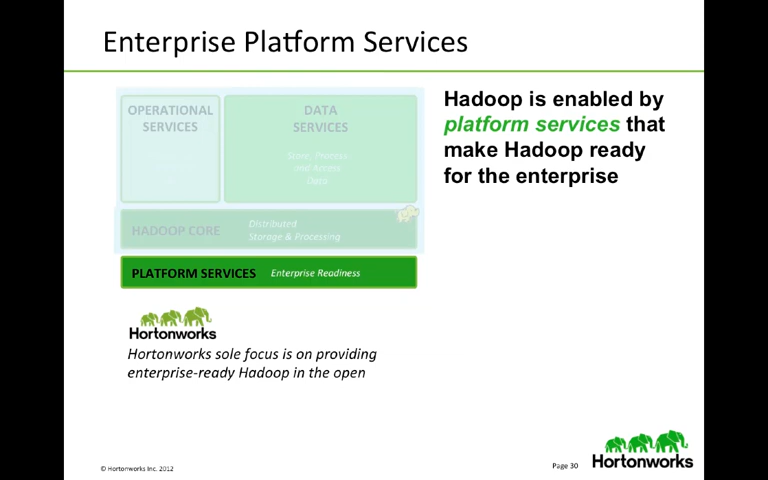 Enterprise Platform Services
OPERATIONAL
SERVICES
DATA
SERVICES
Store, Process
and Access
Data
HADOOP CORE
Distributed
Storage & Processing
PLATFORM SERVICES
Enterprise Readiness
Hadoop is enabled by
platform services that
make Hadoop ready
for the enterprise
Hortonworks
Hortonworks sole focus is on providing
enterprise-ready Hadoop in the open
© Hortonworks Inc. 2012
Page 30
Hortonworks